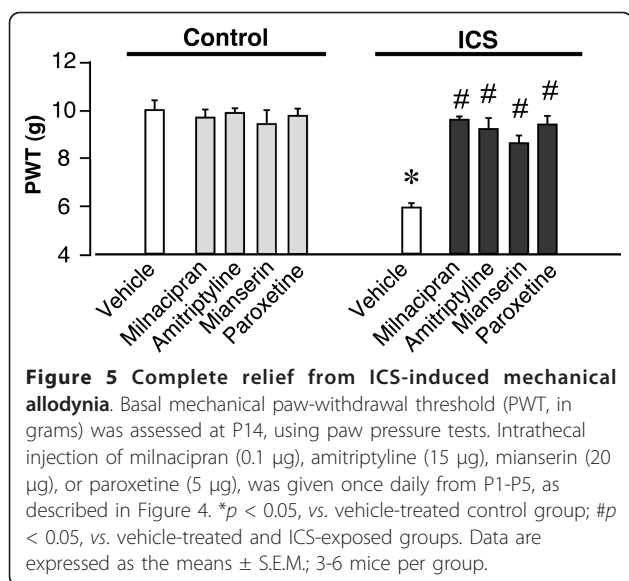 Control
ICS
12
10
8
6
4
PWT (g)
*
#
#
#
#
Vehicle
Milnacipran
Amitriptyline
Mianserin
Paroxetine
Vehicle
Milnacipran
Amitriptyline
Mianserin
Paroxetine
Figure 5 Complete relief from ICS-induced mechanical
allodynia. Basal mechanical paw-withdrawal threshold (PWT, in
grams) was assessed at P14, using paw pressure tests. Intrathecal
injection of milnacipran (0.1 μg), amitriptyline (15 μg), mianserin (20
μg), or paroxetine (5 μg), was given once daily from P1-P5, as
described in Figure 4. *p < 0.05, vs. vehicle-treated control group; #p
< 0.05, vs. vehicle-treated and ICS-exposed groups. Data are
expressed as the means ± S.E.M.; 3-6 mice per group.